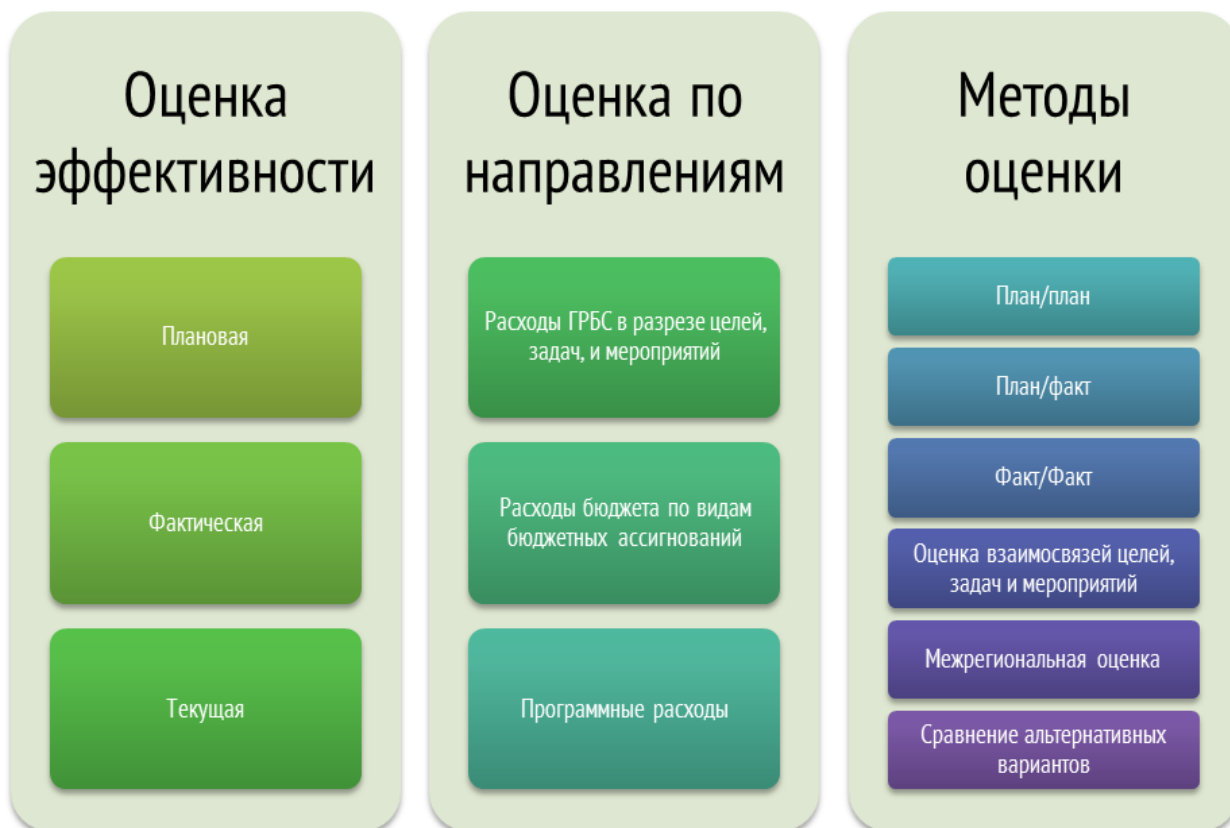 Оценка
эффективности
Плановая
Фактическая
Текущая
Оценка по
направлениям
Расходы ГРБС в разрезе целей,
задач, и мероприятий
Расходы бюджета по видам
бюджетных ассигнований
Программные расходы
Методы
оценки
План/план
План/факт
Факт/Факт
Оценка взаимосвязей целей,
задач и мероприятий
Межрегиональная оценка
Сравнение альтернативных
вариантов